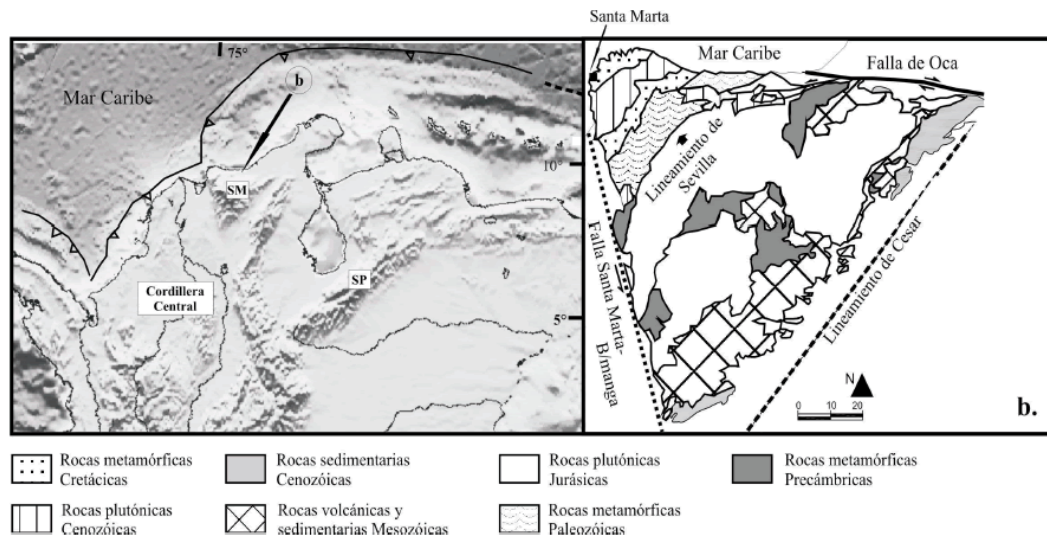 Santa Marta
75°
b
Mar Caribe
10°
SM
SP
Cordillera
Central
5°
Mar Caribe
Falla de Oca
Lineamiento de
Sevilla
Falla Santa Marta-
B/manga
Lineamiento de Cesar
N
0 10 20
b.
Rocas metamórficas
Cretácicas
Rocas sedimentarias
Cenozóicas
Rocas plutónicas
Jurásicas
Rocas metamórficas
Precámbricas
Rocas plutónicas
Cenozóicas
Rocas volcánicas y
sedimentarias Mesozóicas
Rocas metamórficas
Paleozóicas